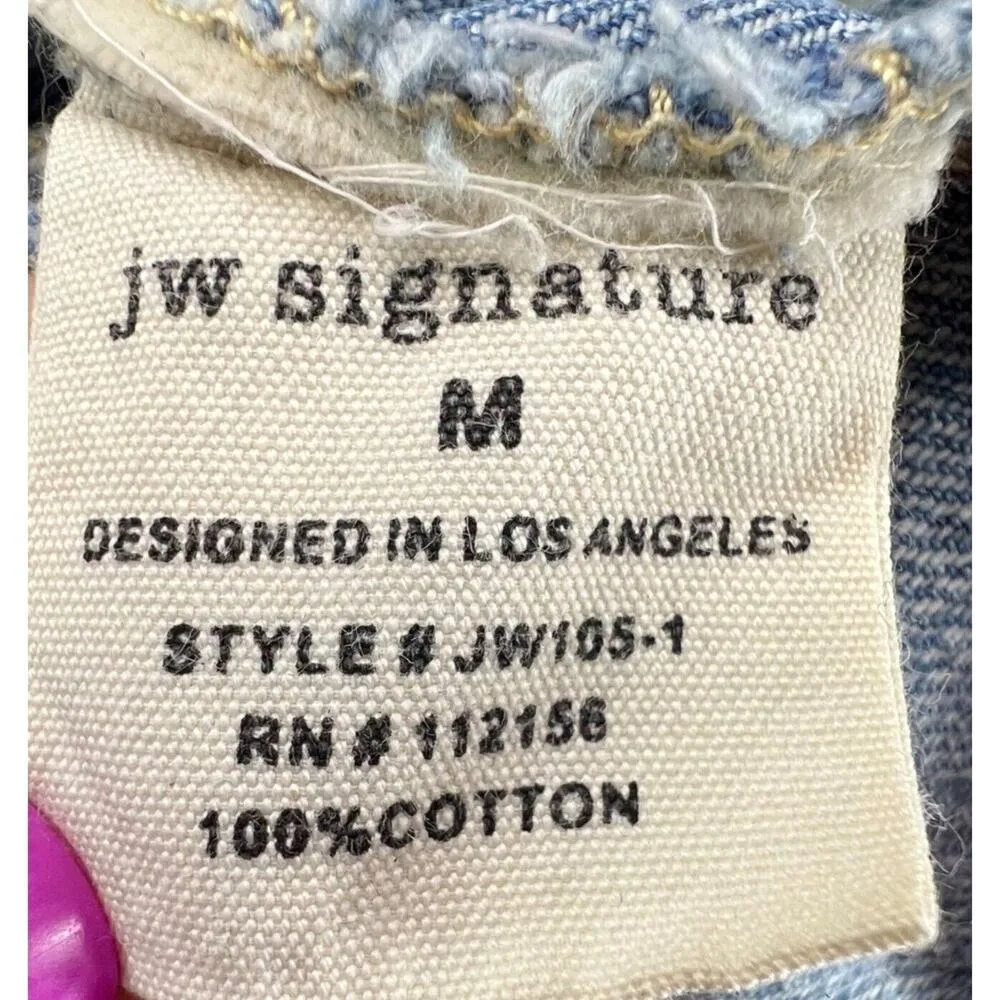 jw signature
M
DESIGNED IN LOS ANGELES
STYLE # JW105-1
RN # 112156
100%COTTON